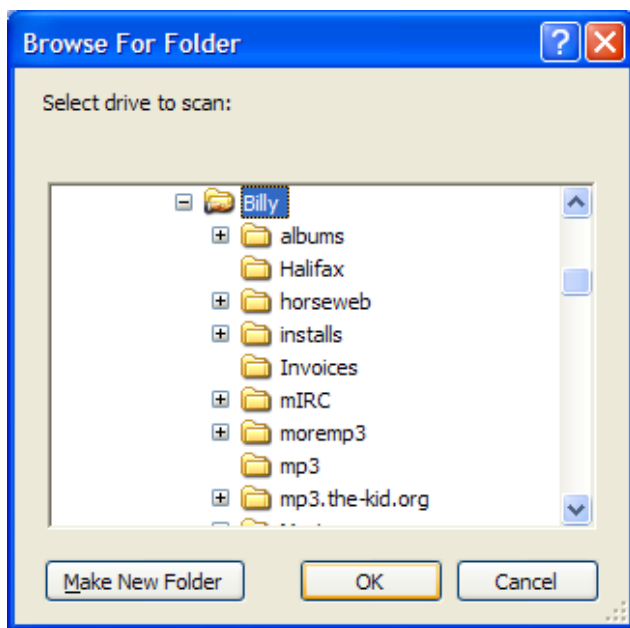 Browse For Folder
Select drive to scan:
Billy
albums
Halifax
horseweb
installs
Invoices
mIRC
moremp3
mp3
mp3.the-kid.org
Make New Folder OK Cancel